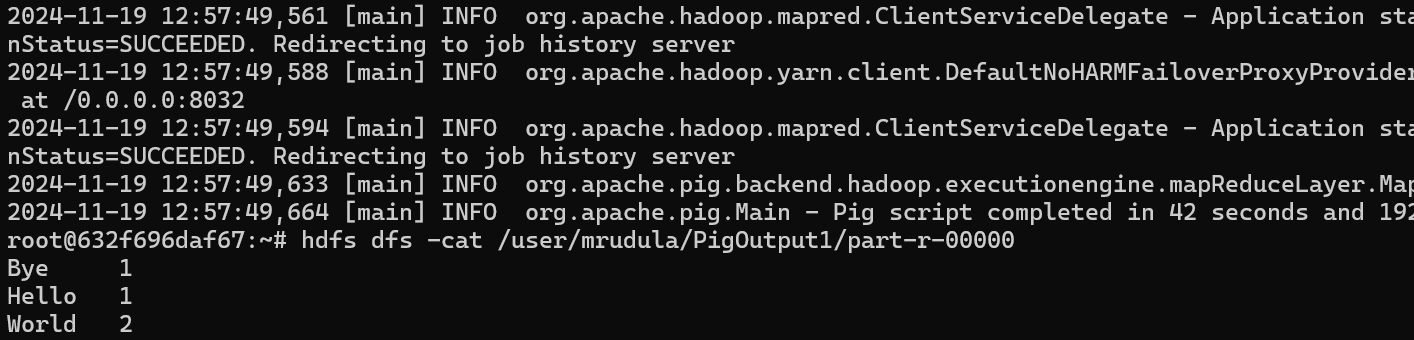 2024-11-19 12:57:49,561 [main] INFO  org.apache.hadoop.mapred.ClientServiceDelegate - Application sta
nStatus=SUCCEEDED. Redirecting to job history server
2024-11-19 12:57:49,588 [main] INFO  org.apache.hadoop.yarn.client.DefaultNoHARMFailoverProxyProvider
 at /0.0.0.0:8032
2024-11-19 12:57:49,594 [main] INFO  org.apache.hadoop.mapred.ClientServiceDelegate - Application sta
nStatus=SUCCEEDED. Redirecting to job history server
2024-11-19 12:57:49,633 [main] INFO  org.apache.pig.backend.hadoop.executionengine.mapReduceLayer.Map
2024-11-19 12:57:49,664 [main] INFO  org.apache.pig.Main - Pig script completed in 42 seconds and 192
root@632f696daf67:~# hdfs dfs -cat /user/mrudula/PigOutput1/part-r-00000
Bye     1
Hello   1
World   2